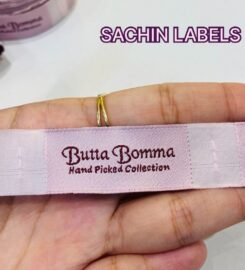 SACHIN LABELS
Butta Bomma
Hand Picked Collection